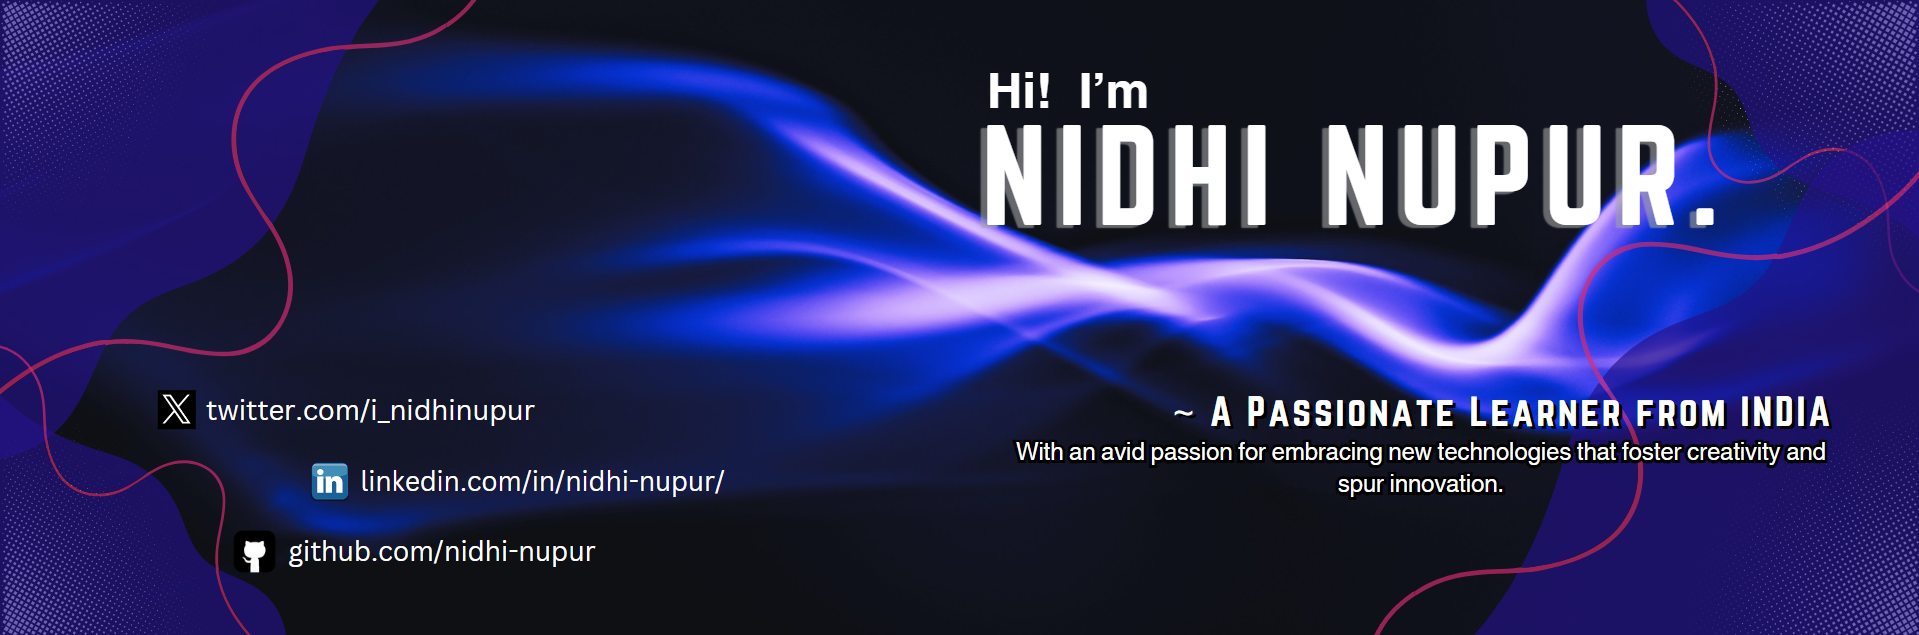 Hi! I’m
NIDHI NUPUR.
twitter.com/i_nidhinupur
linkedin.com/in/nidhi-nupur/
github.com/nidhi-nupur
~ A Passionate Learner from INDIA
With an avid passion for embracing new technologies that foster creativity and
spur innovation.